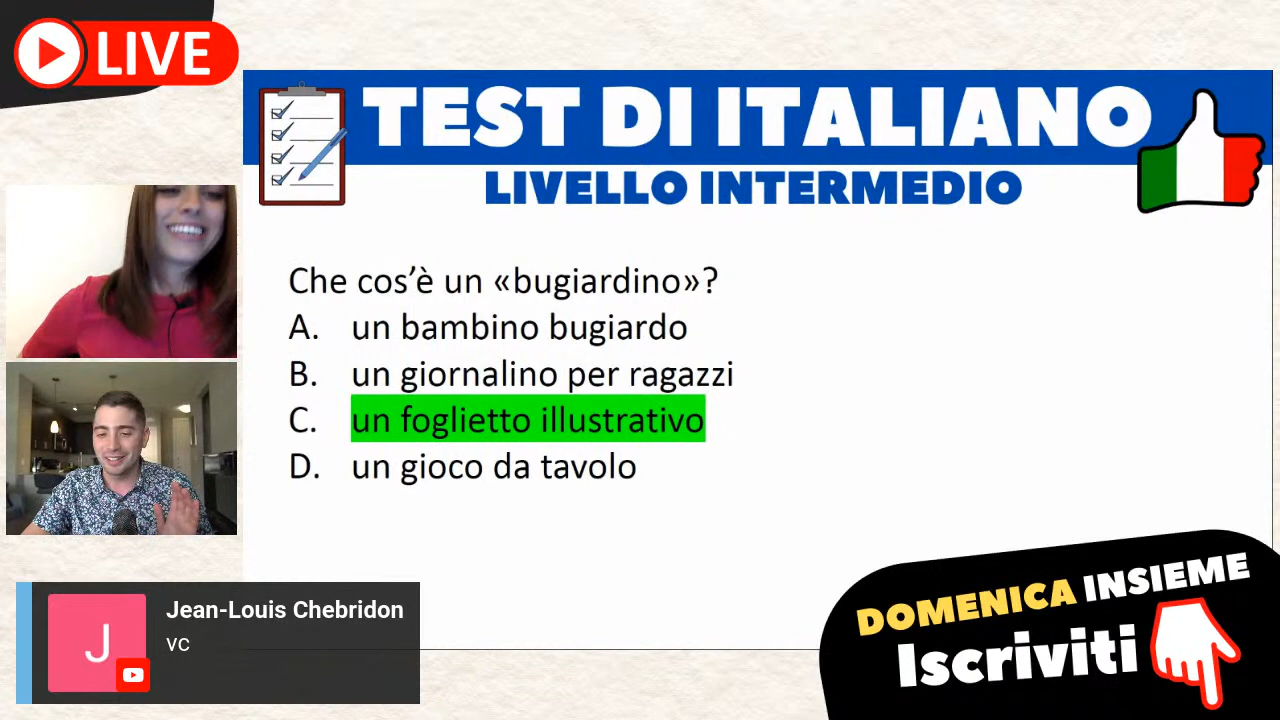 LIVE
TEST DI ITALIANO
LIVELLO INTERMEDIO
Che cos’è un «bugiardino»?
A. un bambino bugiardo
B. un giornalino per ragazzi
C. un foglietto illustrativo
D. un gioco da tavolo
J
Jean-Louis Chebridon
vc
DOMENICA INSIEME
Iscriviti